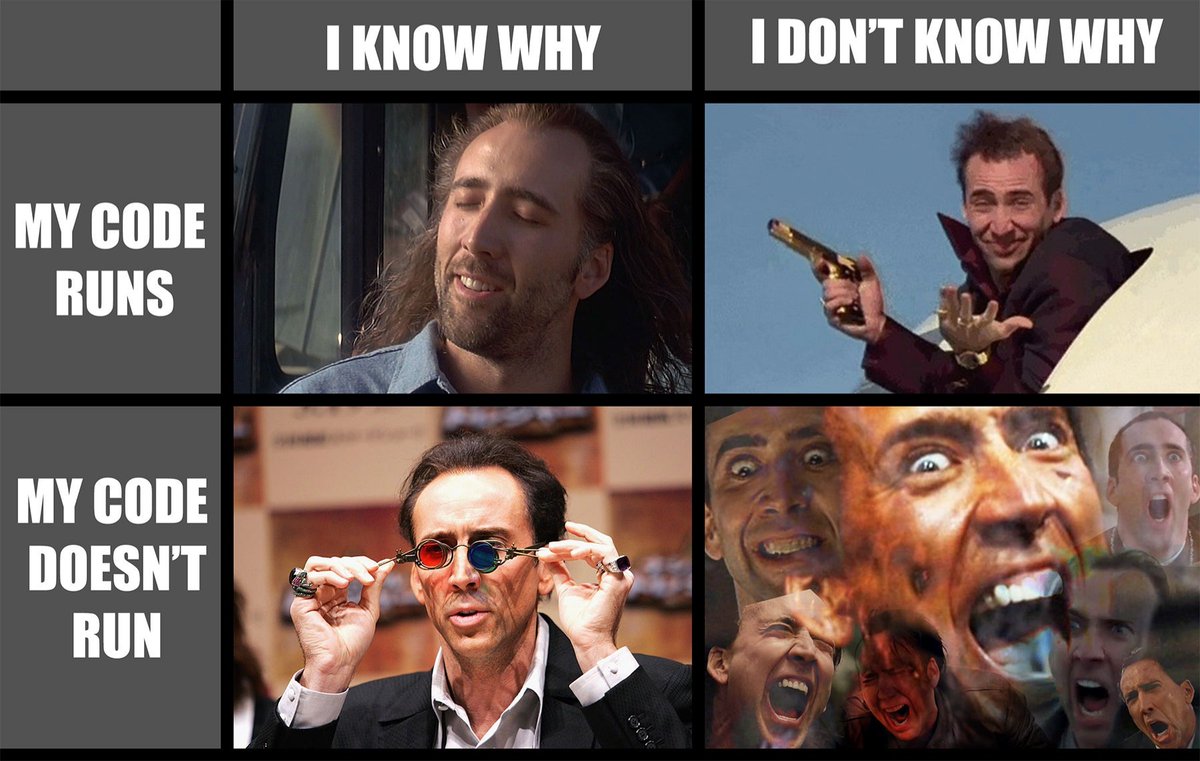 I KNOW WHY
I DON'T KNOW WHY
MY CODE
RUNS
MY CODE
DOESN'T
RUN